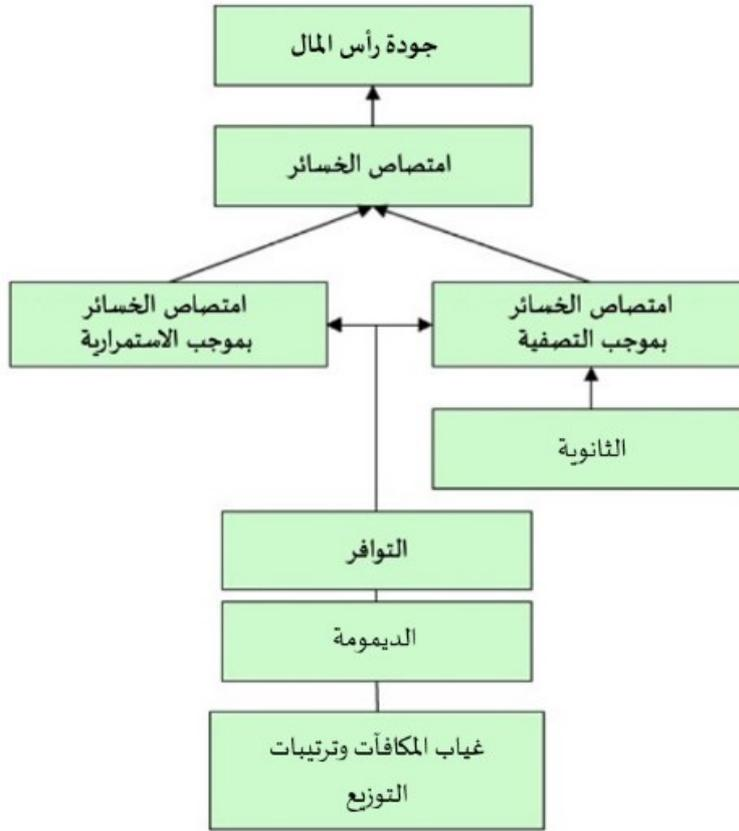 جودة رأس المال
امتصاص الخسائر
امتصاص الخسائر
بموجب التصفية
امتصاص الخسائر
بموجب الاستمرارية
الثانوية
التوافر
الديمومة
غياب المكافآت وترتيبات
التوزيع